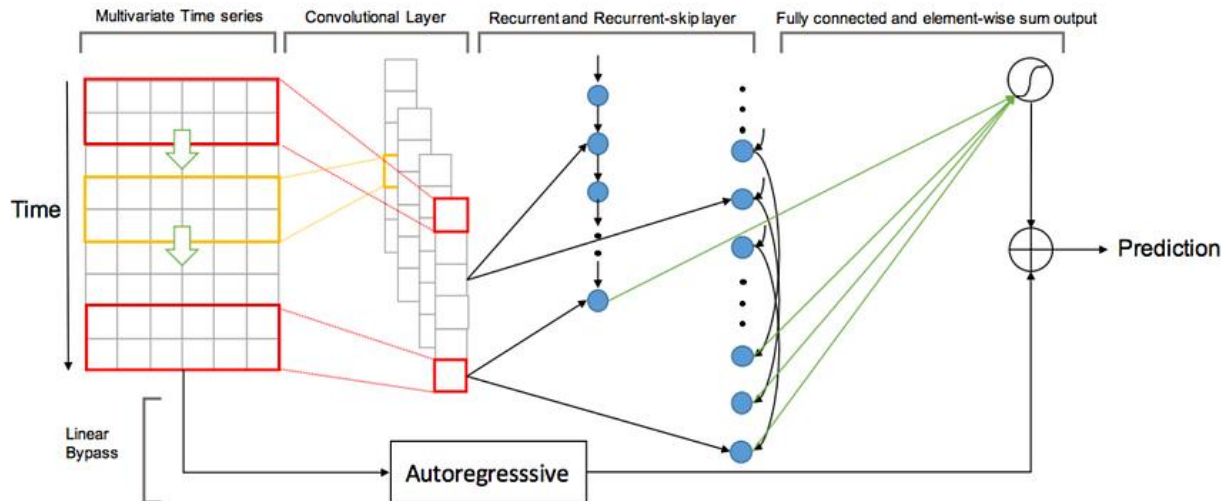 Multivariate Time series
Convolutional Layer
Recurrent and Recurrent-skip layer
Fully connected and element-wise sum output
Time
Prediction
Linear
Bypass
Autoregresssive